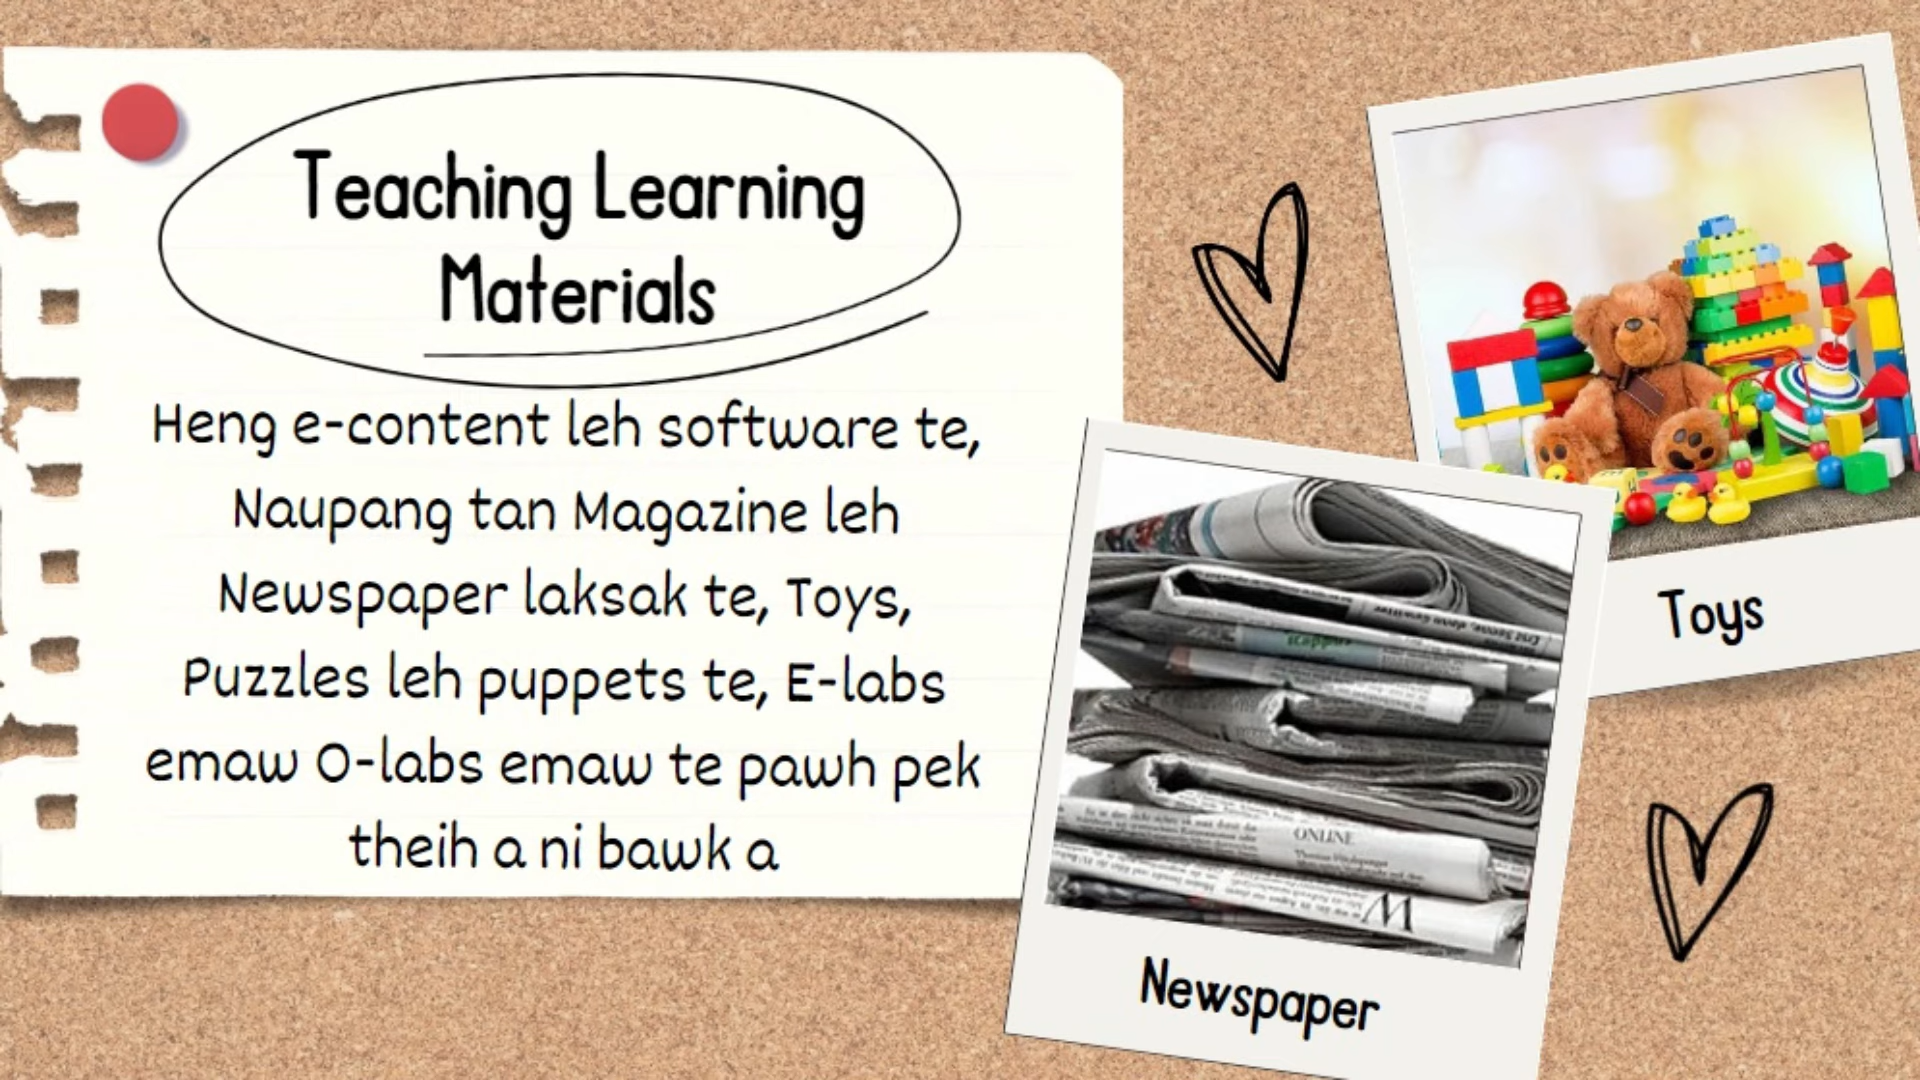 Teaching Learning
Materials
Heng e-content leh software te,
Naupang tan Magazine leh
Newspaper laksak te, Toys,
Puzzles leh puppets te, E-labs
emaw O-labs emaw te pawh pek
theih a ni bawk a
Toys
ONLINE
Newspaper